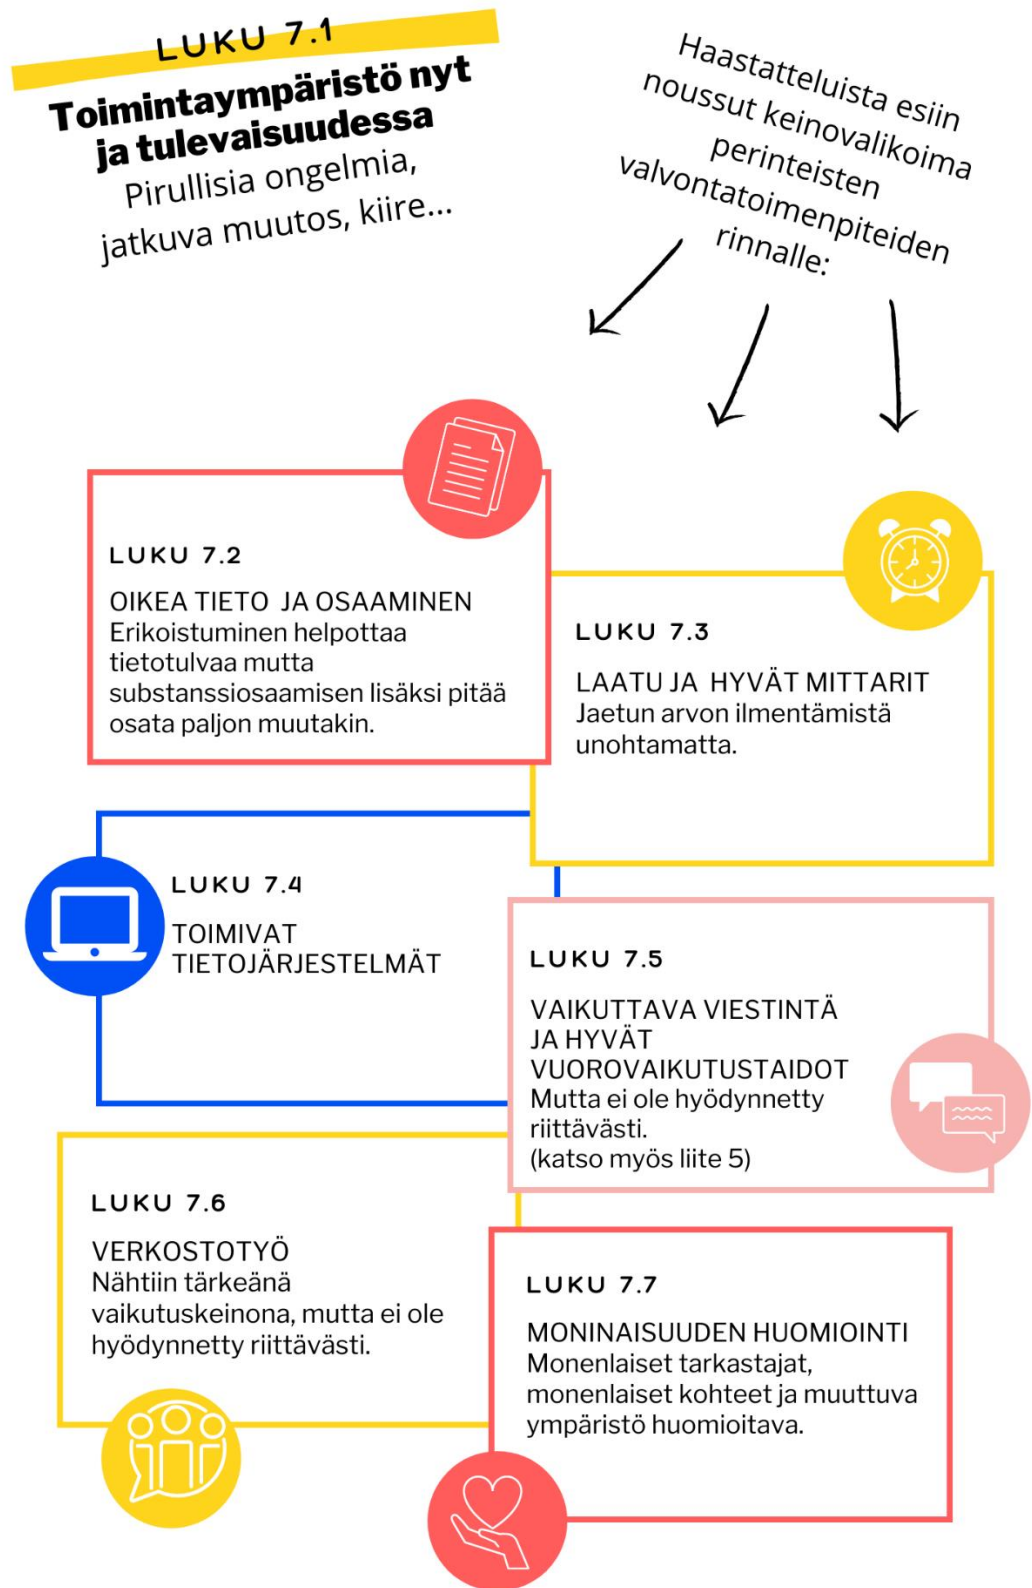 LUKU 7.1
Toimintaympäristö nyt
ja tulevaisuudessa
Pirullisia ongelmia,
jatkuva muutos, kiire...
Haastatteluista esiin
noussut keinovalikoima
perinteisten
valvontatoimenpiteiden
rinnalle:
LUKU 7.2
OIKEA TIETO JA OSAAMINEN
Erikoistuminen helpottaa
tietotulvaa mutta
substanssiosaamisen lisäksi pitää
osata paljon muutakin.
LUKU 7.3
LAATU JA HYVÄT MITTARIT
Jaetun arvon ilmentämistä
unohtamatta.
LUKU 7.4
TOIMIVAT
TIETOJÄRJESTELMÄT
LUKU 7.5
VAIKUTTAVA VIESTINTÄ
JA HYVÄT
VUOROVAIKUTUSTAIDOT
Mutta ei ole hyödynnetty
riittävästi.
(katso myös liite 5)
LUKU 7.6
VERKOSTOTYÖ
Nähtiin tärkeänä
vaikutuskeinona, mutta ei ole
hyödynnetty riittävästi.
LUKU 7.7
MONINAISUUDEN HUOMIOINTI
Monenlaiset tarkastajat,
monenlaiset kohteet ja muuttuva
ympäristö huomioitava.